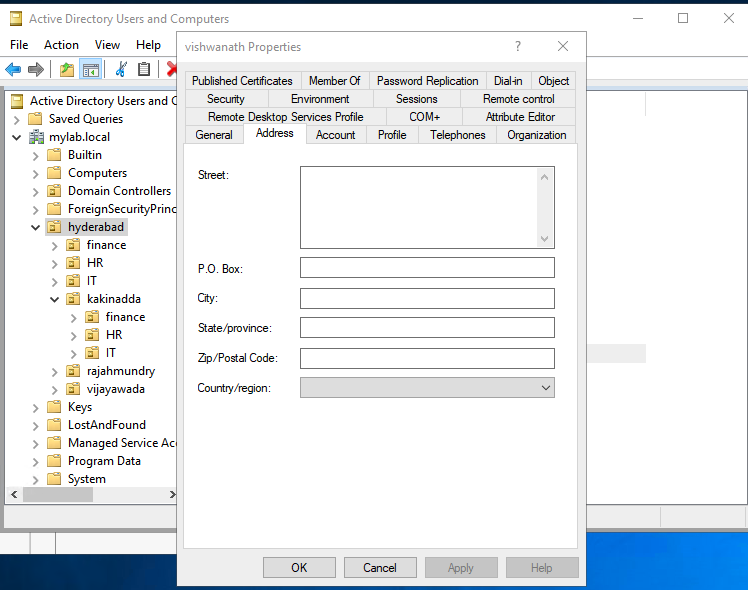 Active Directory Users and Computers
File Action View Help
Active Directory Users and C
Saved Queries
mylab.local
Builtin
Computers
Domain Controllers
ForeignSecurityPrinc
hyderabad
finance
HR
IT
kakinadda
finance
HR
IT
rajahmundry
vijayawada
Keys
LostAndFound
Managed Service Acc
Program Data
System
vishwanath Properties
?
Published Certificates Member Of Password Replication Dial-in Object
Security Environment Sessions Remote control
Remote Desktop Services Profile COM+ Attribute Editor
General Address Account Profile Telephones Organization
Street:
P.O. Box:
City:
State/province:
Zip/Postal Code:
Country/region:
OK Cancel Apply Help